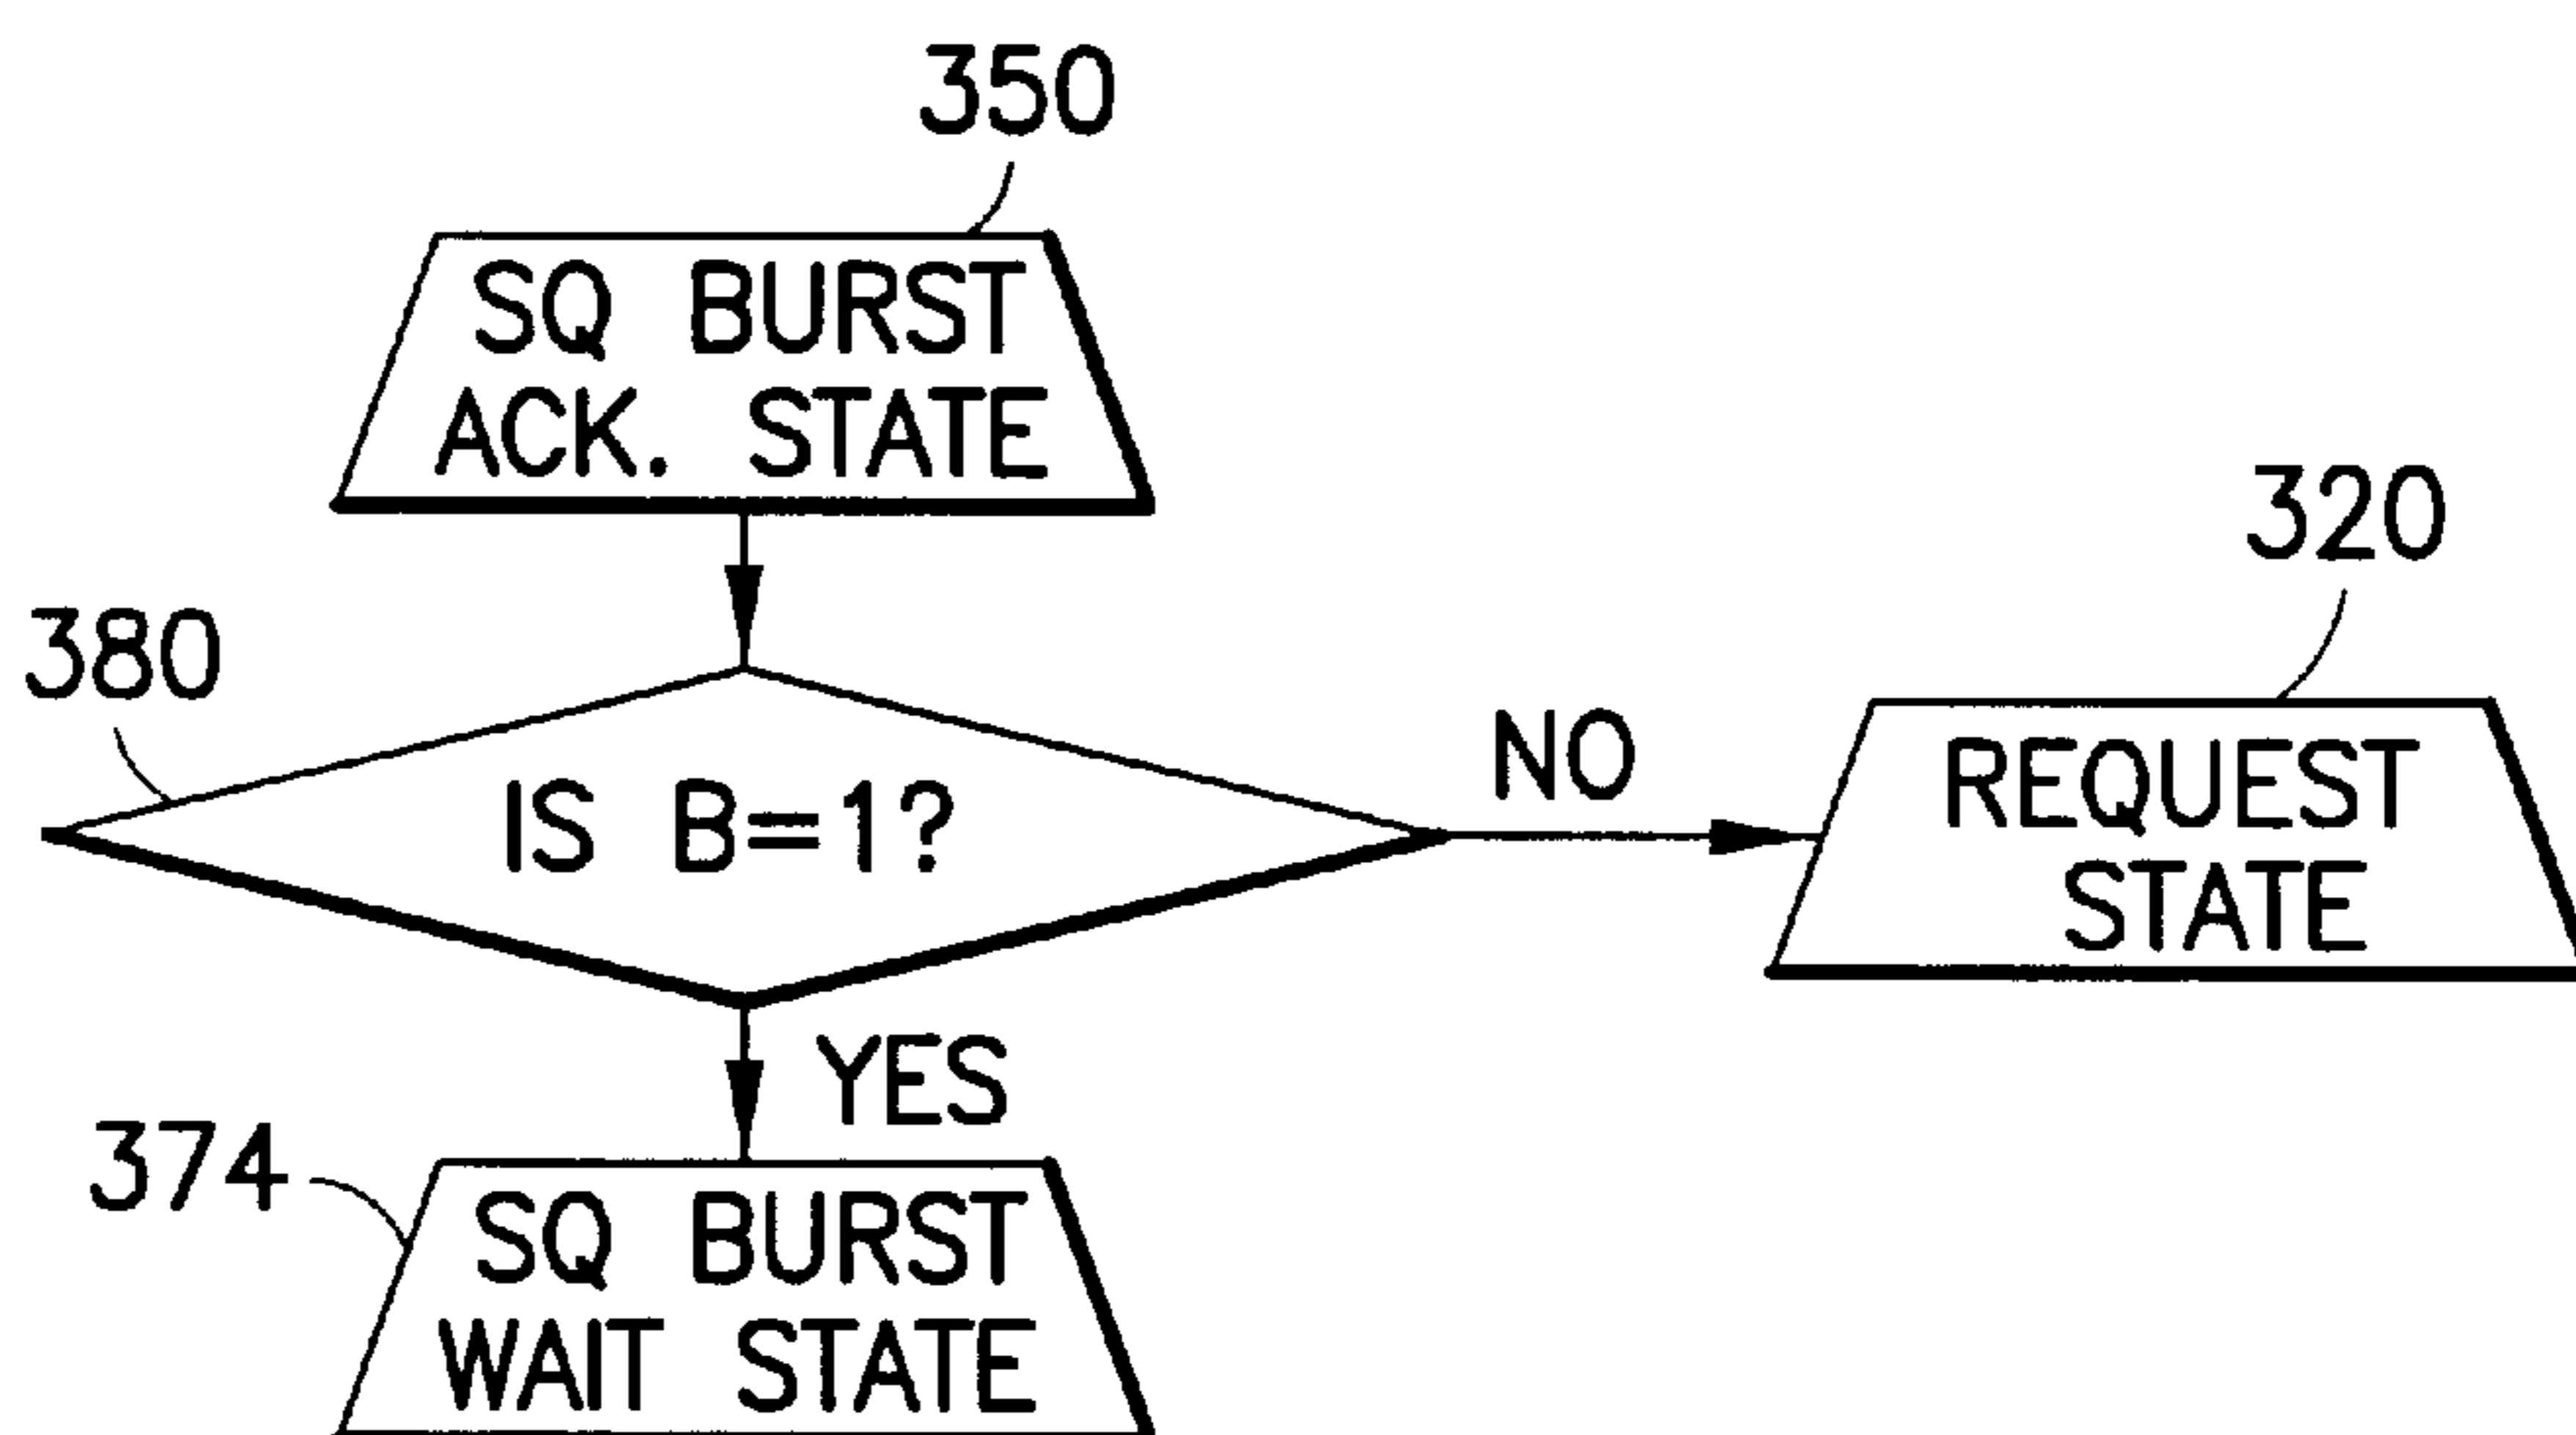 350
SQ BURST
ACK. STATE
320
380
IS B=1?
NO
REQUEST
STATE
YES
374
SQ BURST
WAIT STATE